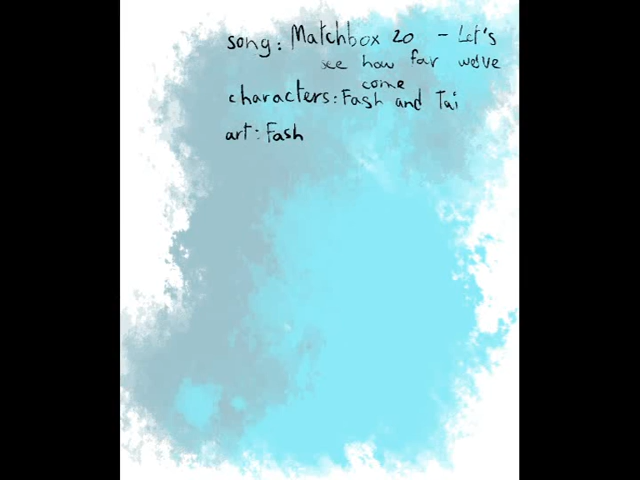 song: Matchbox 20 - Let's
see how far we've
come
characters: Fash and Tai
art: Fash